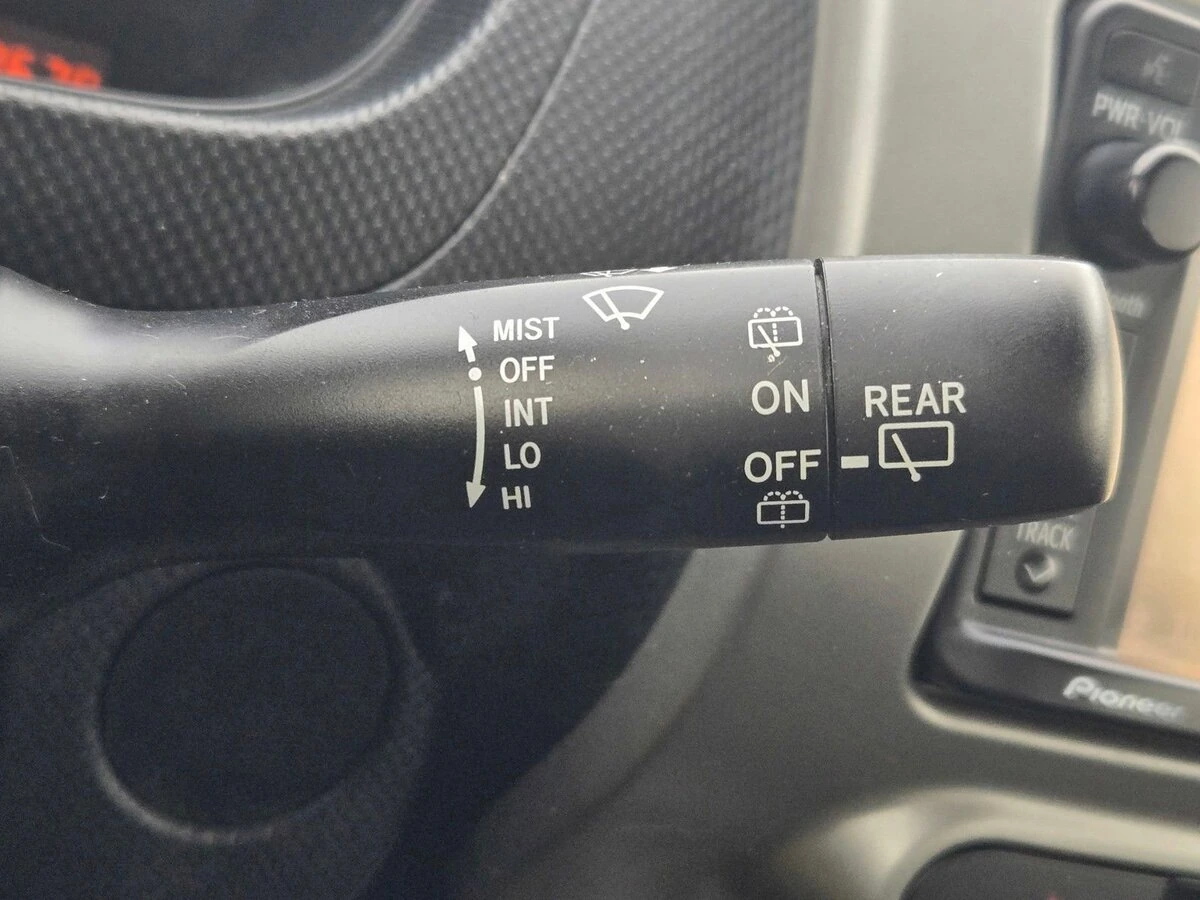 PWR·VOL
MIST
OFF
INT
LO
HI
ON
OFF
REAR
TRACK
Pioneer